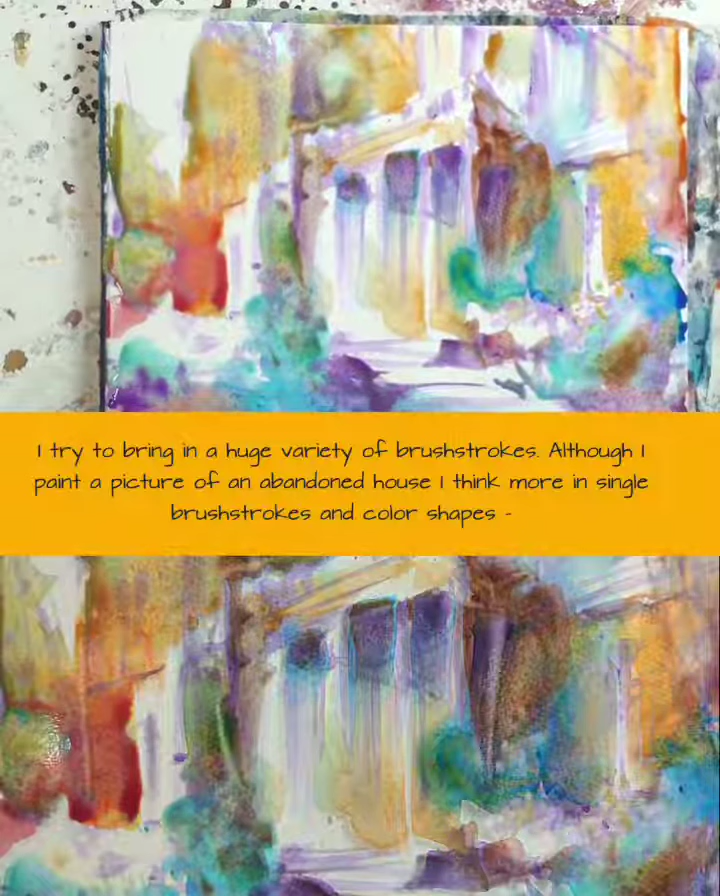 I try to bring in a huge variety of brushstrokes. Although I
paint a picture of an abandoned house I think more in single
brushstrokes and color shapes -